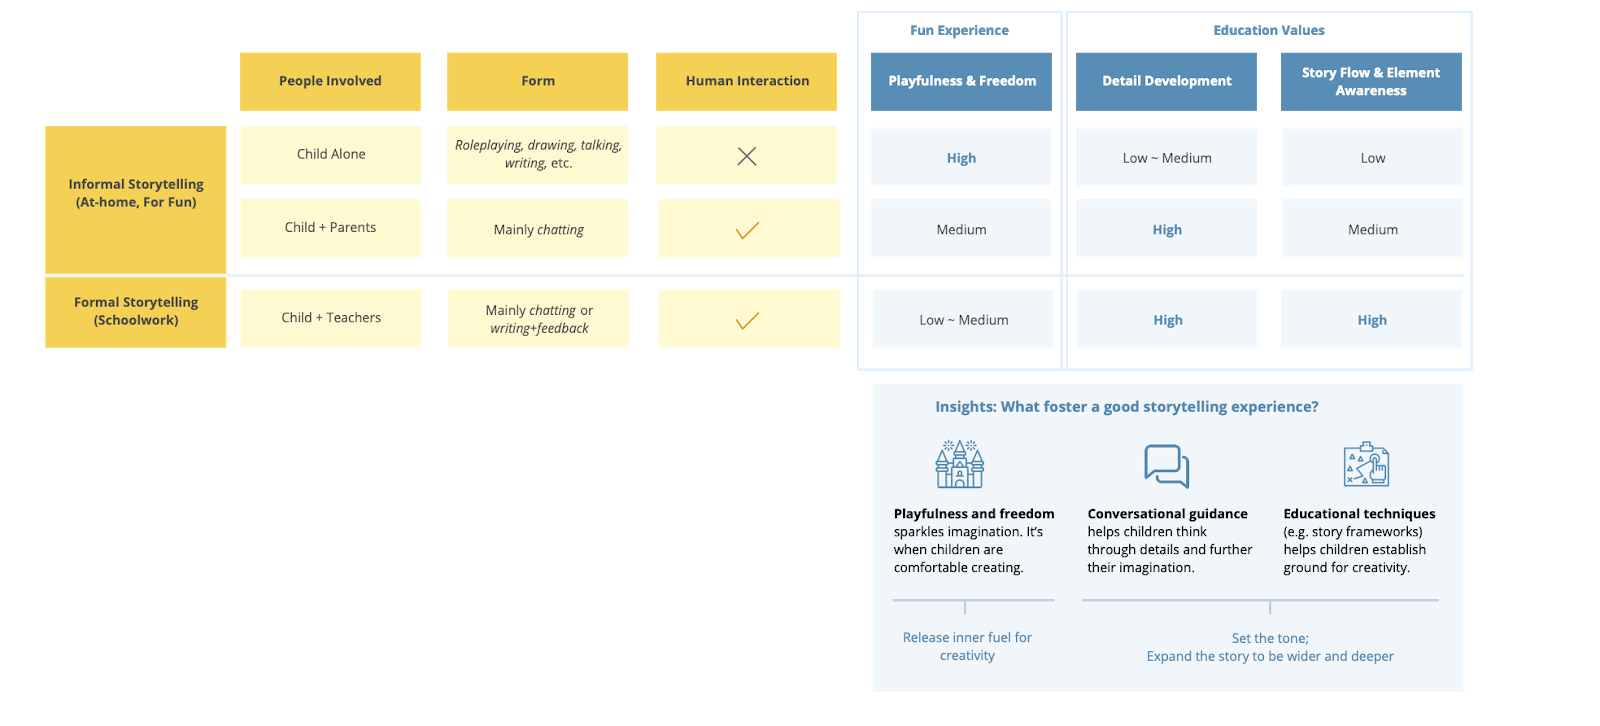 Fun Experience
Education Values
People Involved
Form
Human Interaction
Playfulness & Freedom
Detail Development
Story Flow & Element
Awareness
Informal Storytelling
(At-home, For Fun)
Child Alone
Roleplaying, drawing, talking,
writing, etc.
High
Low ~ Medium
Low
Child + Parents
Mainly chatting
Medium
High
Medium
Formal Storytelling
(Schoolwork)
Child + Teachers
Mainly chatting or
writing+feedback
Low ~ Medium
High
High
Insights: What foster a good storytelling experience?
Playfulness and freedom
sparkles imagination. It's
when children are
comfortable creating.
Conversational guidance
helps children think
through details and further
their imagination.
Educational techniques
(e.g. story frameworks)
helps children establish
ground for creativity.
Release inner fuel for
creativity
Set the tone;
Expand the story to be wider and deeper